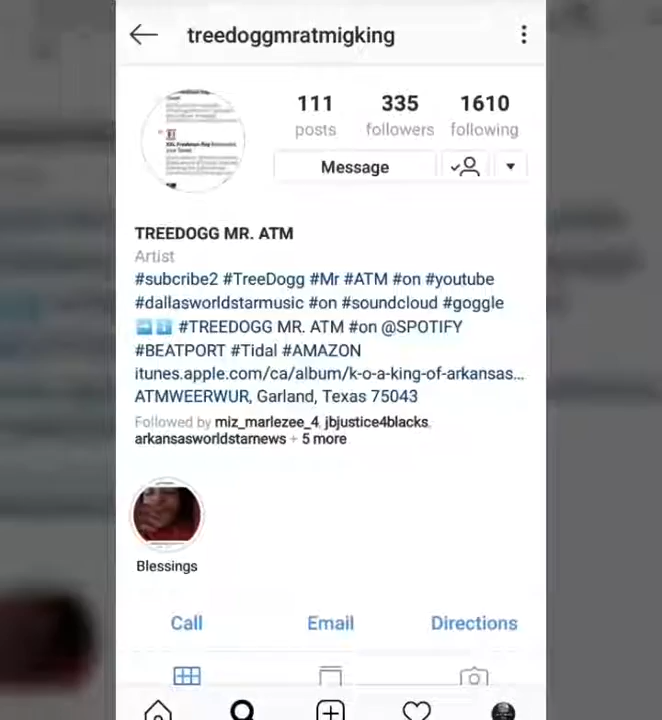 treedoggmratmigking
111 335 1610
posts followers following
Message
TREEDOGG MR. ATM
Artist
#subcribe2 #TreeDogg #Mr #ATM #on #youtube
#dallasworldstarmusic #on #soundcloud #goggle
➡️ℹ️ #TREEDOGG MR. ATM #on @SPOTIFY
#BEATPORT #Tidal #AMAZON
itunes.apple.com/ca/album/k-o-a-king-of-arkansas...
ATMWEERWUR, Garland, Texas 75043
Followed by miz_marlezee_4, jbjustice4blacks,
arkansasworldstarnews + 5 more
Blessings
Call Email Directions